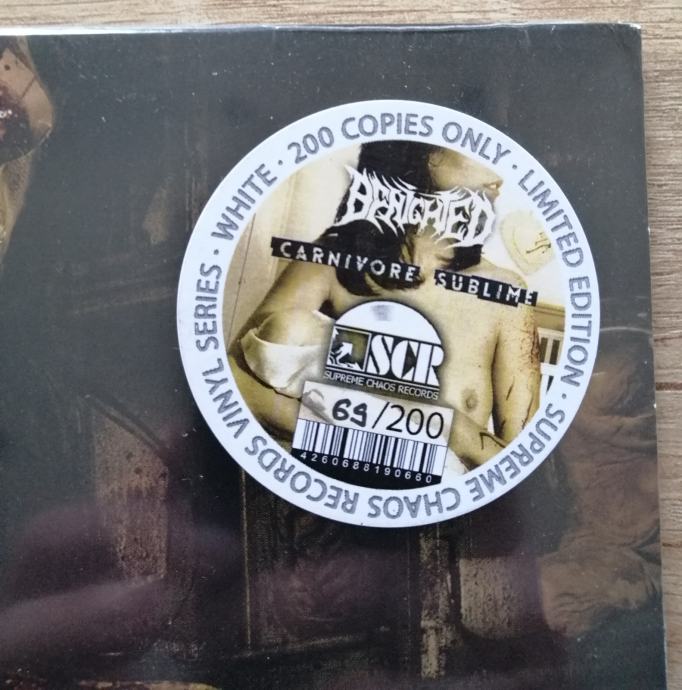 WHITE · 200 COPIES ONLY · LIMITED EDITION · SUPREME CHAOS RECORDS VINYL SERIES ·
BENIGHTED
CARNIVORE SUBLIME
SCR
SUPREME CHAOS RECORDS
69/200
4260688190660